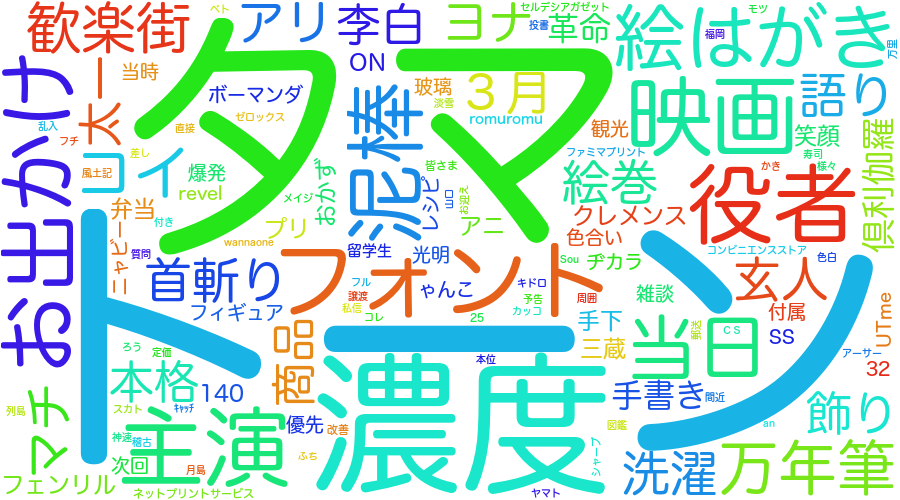 歓楽街
アリ
李白
ヨナ
革命
セルデシアガゼット
投書
絵はがき
モツ
福岡
万里
ベト
タマ
当時
ON
ボーマンダ
ゼロックス
玻璃
淡雪
romuromu
3月
映画
語り
お出かけ
太一
乱入
フチ
風土記
ロイ
直接
差し
爆発
revel
メイジ
おかず
泥棒
レシピ
山口
皆さま
お迎え
アニ
観光
ファミマプリント
笑顔
寿司
様々
かき
絵巻
役者
倶利伽羅
弁当
付き
プリ
wannaone
クレメンス
色合い
コンビニエンスストア
色白
ニャビー
質問
首斬り
フィギュア
留学生
光明
フォント
フル
私信
譲渡
コレ
ゃんこ
キドロ
予告
カッコ
25
Sou
ヂカラ
周囲
雑談
玄人
付属
UTme
トーシン
ノ
手下
三蔵
当日
CS
郵送
SS
アーサー
32
マチ
列島
本格
ろう
定価
ｷｬｯﾁ
140
商品
優先
改善
ふち
濃度
本位
手書き
間近
飾り
スカト
神速
稽古
主演
次回
月島
フェンリル
ネットプリントサービス
ヤマト
シャープ
図鑑
洗濯
an
万年筆